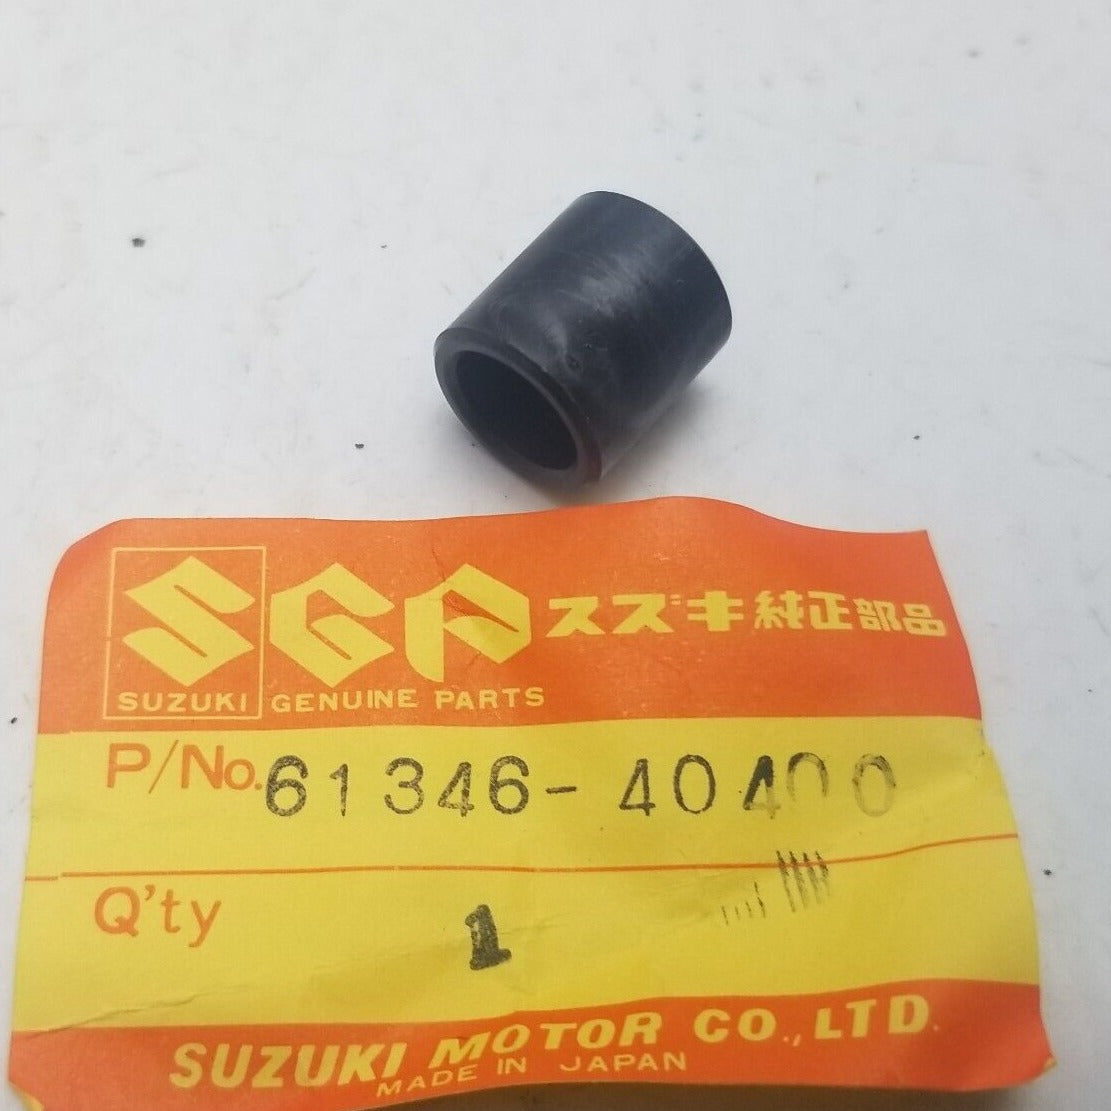 SGP スズキ純正部品
SUZUKI GENUINE PARTS
P/No. 61346-40400
Q'ty 1
SUZUKI MOTOR CO., LTD.
MADE IN JAPAN